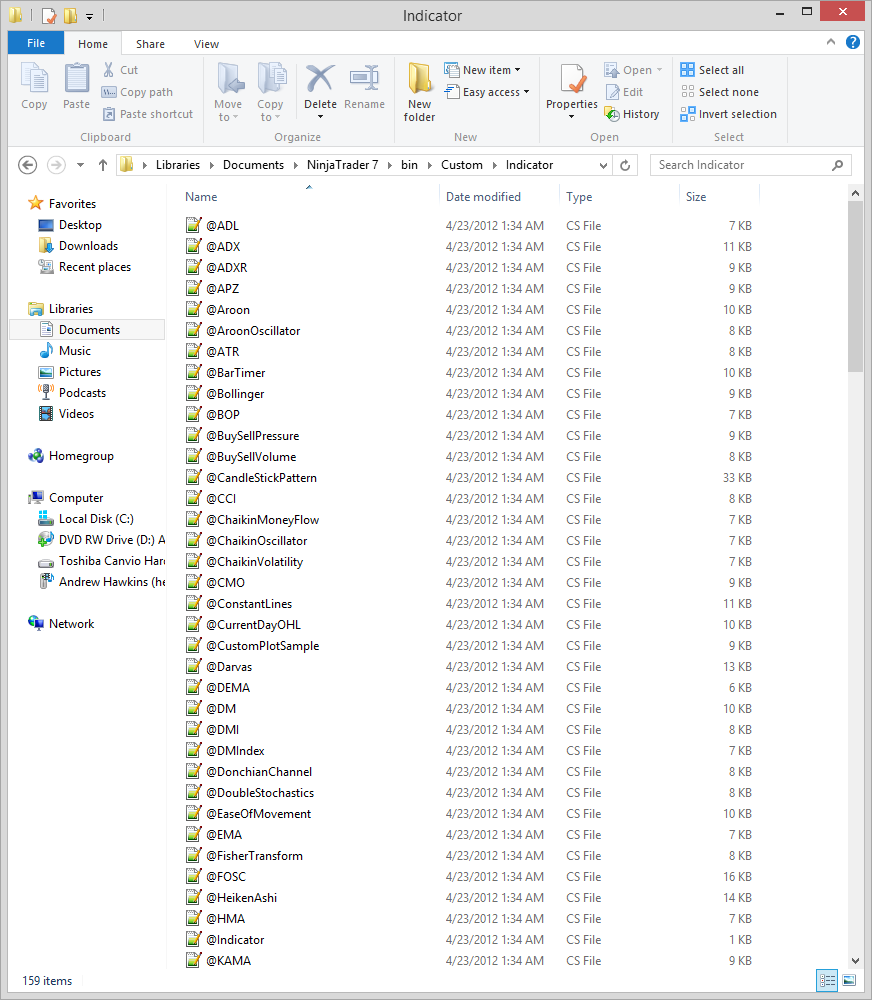 Indicator
File Home Share View
Copy Paste Cut Copy path Paste shortcut
Clipboard
Move to Copy to Delete Rename
Organize
New folder New item Easy access
New
Properties Open Edit History
Open
Select all Select none Invert selection
Select
Libraries Documents NinjaTrader 7 bin Custom Indicator Search Indicator
Favorites
Desktop
Downloads
Recent places
Libraries
Documents
Music
Pictures
Podcasts
Videos
Homegroup
Computer
Local Disk (C:)
DVD RW Drive (D:) A
Toshiba Canvio Har
Andrew Hawkins (he
Network
Name Date modified Type Size
@ADL 4/23/2012 1:34 AM CS File 7 KB
@ADX 4/23/2012 1:34 AM CS File 11 KB
@ADXR 4/23/2012 1:34 AM CS File 9 KB
@APZ 4/23/2012 1:34 AM CS File 9 KB
@Aroon 4/23/2012 1:34 AM CS File 10 KB
@AroonOscillator 4/23/2012 1:34 AM CS File 8 KB
@ATR 4/23/2012 1:34 AM CS File 8 KB
@BarTimer 4/23/2012 1:34 AM CS File 10 KB
@Bollinger 4/23/2012 1:34 AM CS File 9 KB
@BOP 4/23/2012 1:34 AM CS File 7 KB
@BuySellPressure 4/23/2012 1:34 AM CS File 9 KB
@BuySellVolume 4/23/2012 1:34 AM CS File 8 KB
@CandleStickPattern 4/23/2012 1:34 AM CS File 33 KB
@CCI 4/23/2012 1:34 AM CS File 8 KB
@ChaikinMoneyFlow 4/23/2012 1:34 AM CS File 7 KB
@ChaikinOscillator 4/23/2012 1:34 AM CS File 7 KB
@ChaikinVolatility 4/23/2012 1:34 AM CS File 7 KB
@CMO 4/23/2012 1:34 AM CS File 9 KB
@ConstantLines 4/23/2012 1:34 AM CS File 11 KB
@CurrentDayOHL 4/23/2012 1:34 AM CS File 10 KB
@CustomPlotSample 4/23/2012 1:34 AM CS File 9 KB
@Darvas 4/23/2012 1:34 AM CS File 13 KB
@DEMA 4/23/2012 1:34 AM CS File 6 KB
@DM 4/23/2012 1:34 AM CS File 10 KB
@DMI 4/23/2012 1:34 AM CS File 8 KB
@DMIndex 4/23/2012 1:34 AM CS File 7 KB
@DonchianChannel 4/23/2012 1:34 AM CS File 8 KB
@DoubleStochastics 4/23/2012 1:34 AM CS File 8 KB
@EaseOfMovement 4/23/2012 1:34 AM CS File 10 KB
@EMA 4/23/2012 1:34 AM CS File 7 KB
@FisherTransform 4/23/2012 1:34 AM CS File 8 KB
@FOSC 4/23/2012 1:34 AM CS File 16 KB
@HeikenAshi 4/23/2012 1:34 AM CS File 14 KB
@HMA 4/23/2012 1:34 AM CS File 7 KB
@Indicator 4/23/2012 1:34 AM CS File 1 KB
@KAMA 4/23/2012 1:34 AM CS File 9 KB
159 items